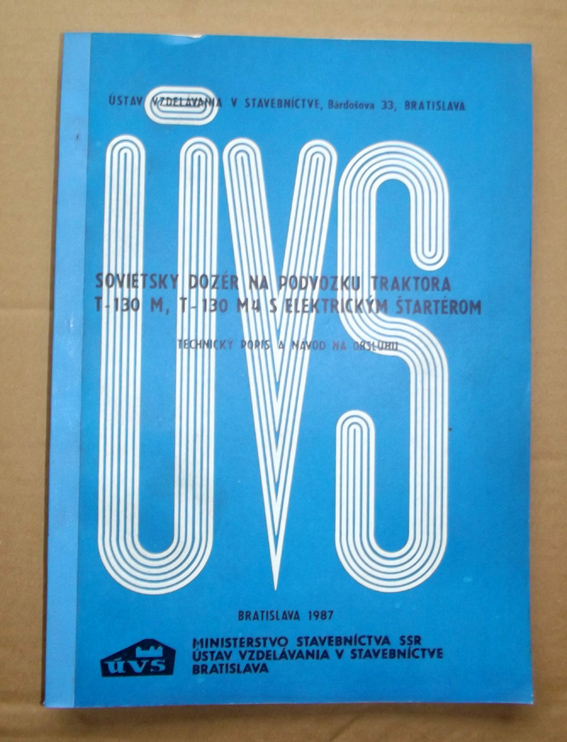 ÚSTAV VZDELÁVANIA V STAVEBNÍCTVE, Bárdošova 33, BRATISLAVA
ÚVS
SOVIETSKY DOZÉR NA PODVOZKU TRAKTORA
T-130 M, T-130 M4 S ELEKTRICKÝM ŠTARTÉROM
TECHNICKÝ POPIS A NÁVOD NA OBSLUHU
BRATISLAVA 1987
úvs
MINISTERSTVO STAVEBNÍCTVA SSR
ÚSTAV VZDELÁVANIA V STAVEBNÍCTVE
BRATISLAVA